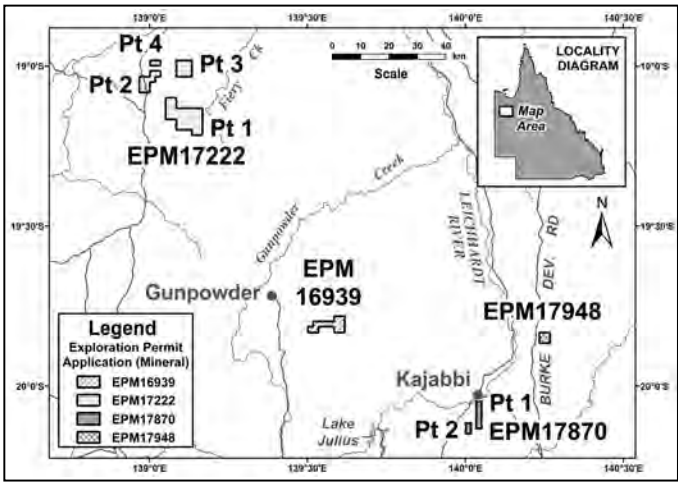 139°0'E
139°30'E
140°0'E
140°30'E
19°0'S
19°30'S
20°0'S
19°0'S
19°30'S
20°0'S
Pt 4
Pt 2
Pt 3
Pt 1
EPM17222
Fiery Ck
0 10 20 30 40
km
Scale
LOCALITY
DIAGRAM
Map
Area
N
Gunpowder Creek
LEICHHARDT
RIVER
BURKE DEV. RD
EPM
16939
Gunpowder
EPM17948
Kajabbi
Pt 1
Pt 2
EPM17870
Lake
Julius
Legend
Exploration Permit
Application (Mineral)
EPM16939
EPM17222
EPM17870
EPM17948
139°0'E
139°30'E
140°0'E
140°30'E